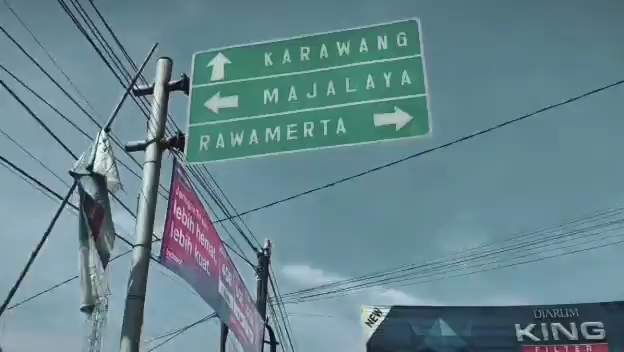 KARAWANG
MAJALAYA
RAWAMERTA
lebih hemat
lebih kuat
NEW
DJARUM
KING
FILTER